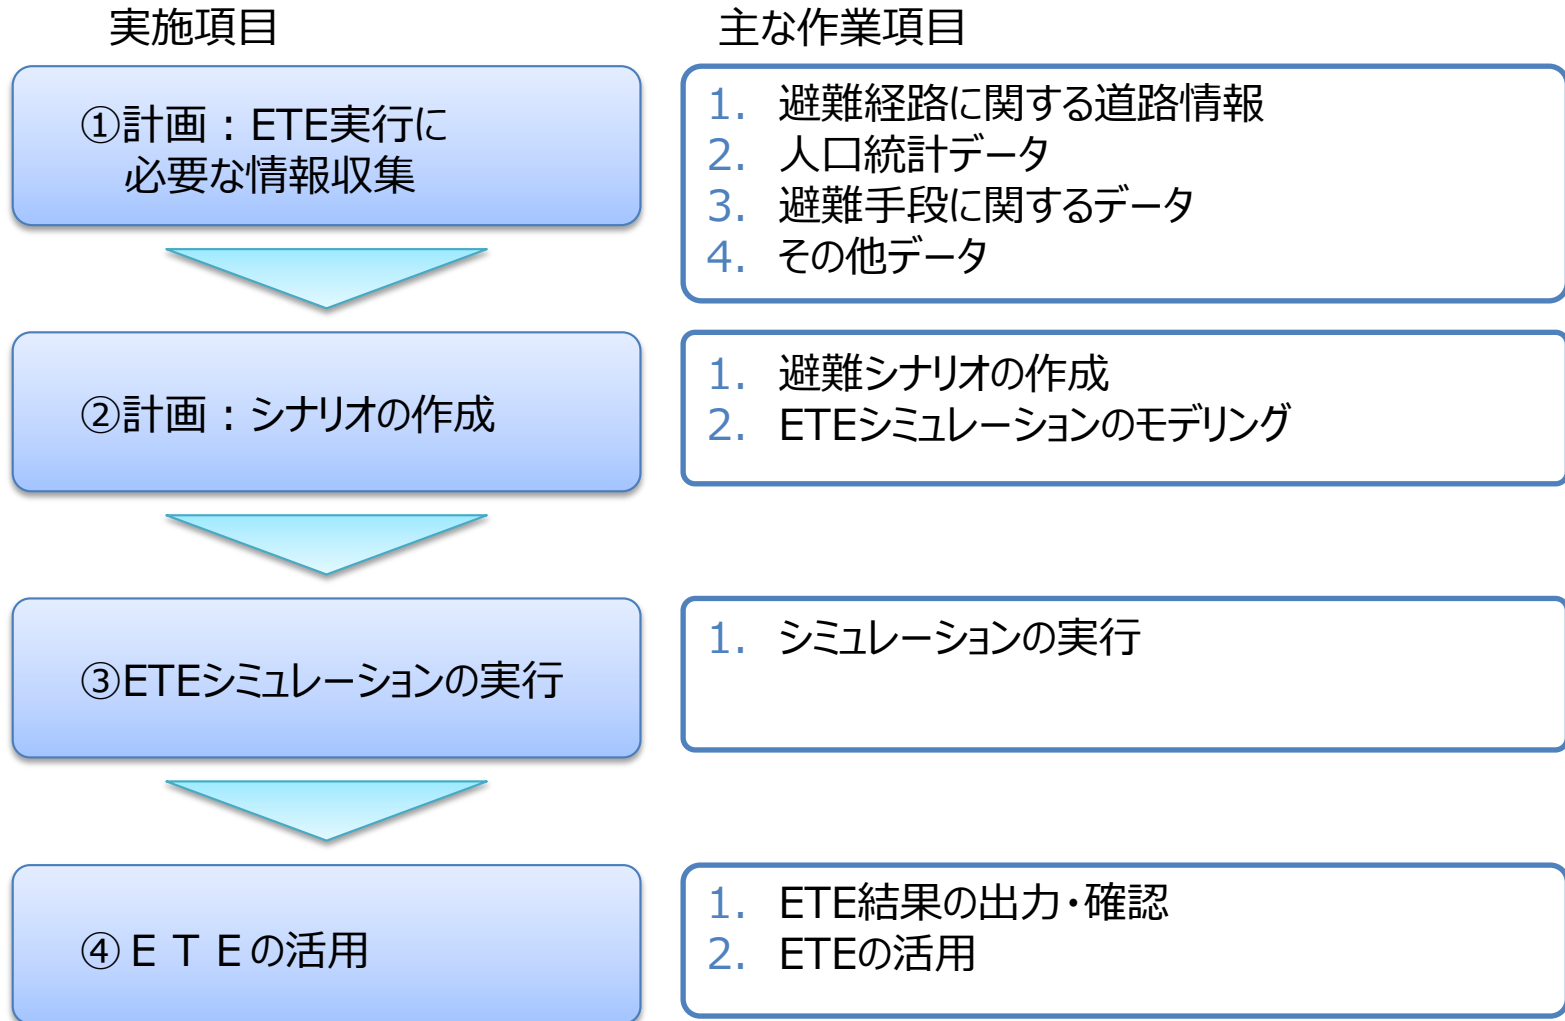 実施項目
主な作業項目
①計画：ETE実行に
必要な情報収集
1. 避難経路に関する道路情報
2. 人口統計データ
3. 避難手段に関するデータ
4. その他データ
②計画：シナリオの作成
1. 避難シナリオの作成
2. ETEシミュレーションのモデリング
③ETEシミュレーションの実行
1. シミュレーションの実行
④ＥＴＥの活用
1. ETE結果の出力・確認
2. ETEの活用